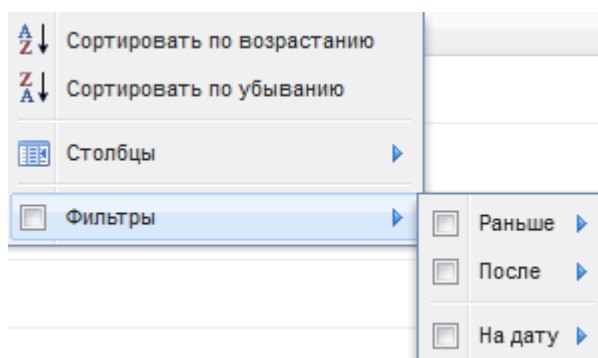 Сортировать по возрастанию
Сортировать по убыванию
Столбцы
Фильтры
Раньше
После
На дату